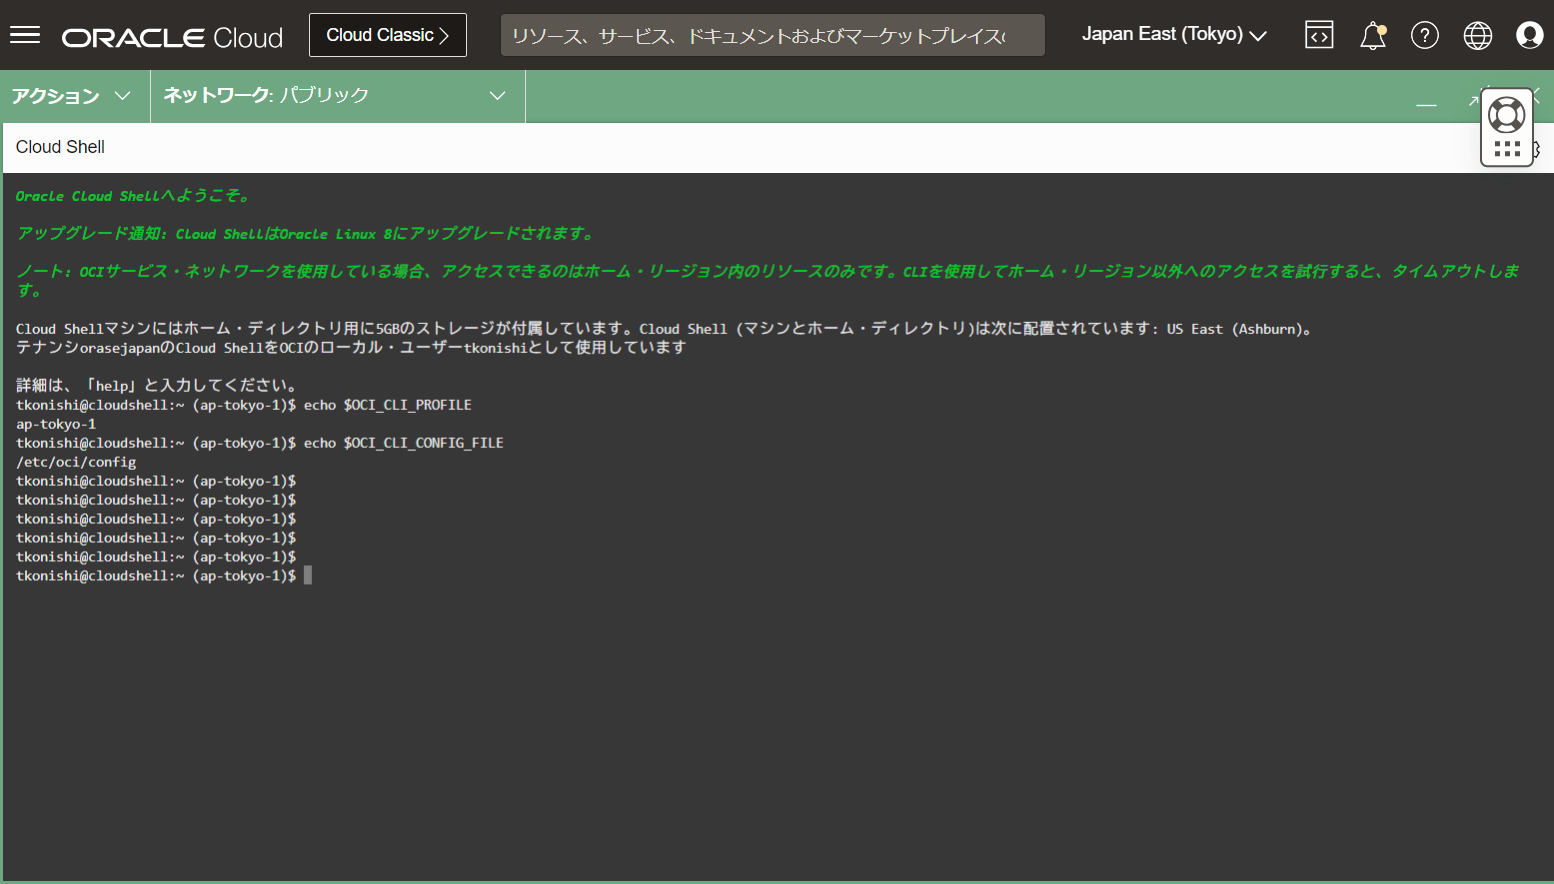 ORACLE Cloud
Cloud Classic
リソース、サービス、ドキュメントおよびマーケットプレイス
Japan East (Tokyo)
アクション
ネットワーク: パブリック
Cloud Shell
Oracle Cloud Shellへようこそ。
アップグレード通知: Cloud ShellはOracle Linux 8にアップグレードされます。
ノート: OCIサービス・ネットワークを使用している場合、アクセスできるのはホーム・リージョン内のリソースのみです。CLIを使用してホーム・リージョン以外へのアクセスを試行すると、タイムアウトしま
す。
Cloud Shellマシンにはホーム・ディレクトリ用に5GBのストレージが付属しています。Cloud Shell (マシンとホーム・ディレクトリ)は次に配置されています: US East (Ashburn)。
テナンシorasejapanのCloud ShellをOCIのローカル・ユーザーtkonishiとして使用しています
詳細は、「help」と入力してください。
tkonishi@cloudshell:~ (ap-tokyo-1)$ echo $OCI_CLI_PROFILE
ap-tokyo-1
tkonishi@cloudshell:~ (ap-tokyo-1)$ echo $OCI_CLI_CONFIG_FILE
/etc/oci/config
tkonishi@cloudshell:~ (ap-tokyo-1)$
tkonishi@cloudshell:~ (ap-tokyo-1)$
tkonishi@cloudshell:~ (ap-tokyo-1)$
tkonishi@cloudshell:~ (ap-tokyo-1)$
tkonishi@cloudshell:~ (ap-tokyo-1)$
tkonishi@cloudshell:~ (ap-tokyo-1)$